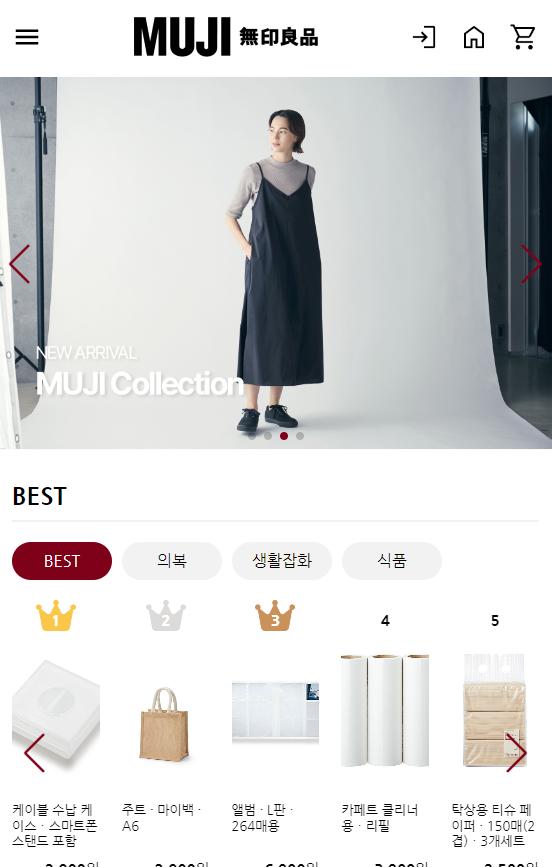 MUJI 無印良品
NEW ARRIVAL
MUJI Collection
BEST
BEST 의복 생활잡화 식품
1 2 3 4 5
케이블 수납 케
이스 · 스마트폰
스탠드 포함
주트 · 마이백 ·
A6
앨범 · L판 ·
264매용
카페트 클리너
용 · 리필
탁상용 티슈 페
이퍼 · 150매(2
겹) · 3개세트